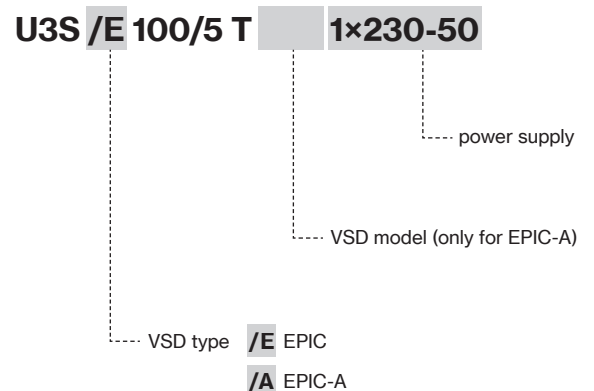 U3S /E 100/5 T 1×230-50
power supply
VSD model (only for EPIC-A)
VSD type /E EPIC
/A EPIC-A